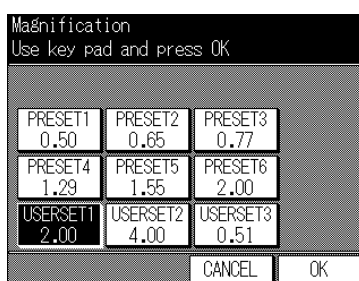 Magnification
Use key pad and press OK
PRESET1 PRESET2 PRESET3
0.50 0.65 0.77
PRESET4 PRESET5 PRESET6
1.29 1.55 2.00
USERSET1 USERSET2 USERSET3
2.00 4.00 0.51
CANCEL OK